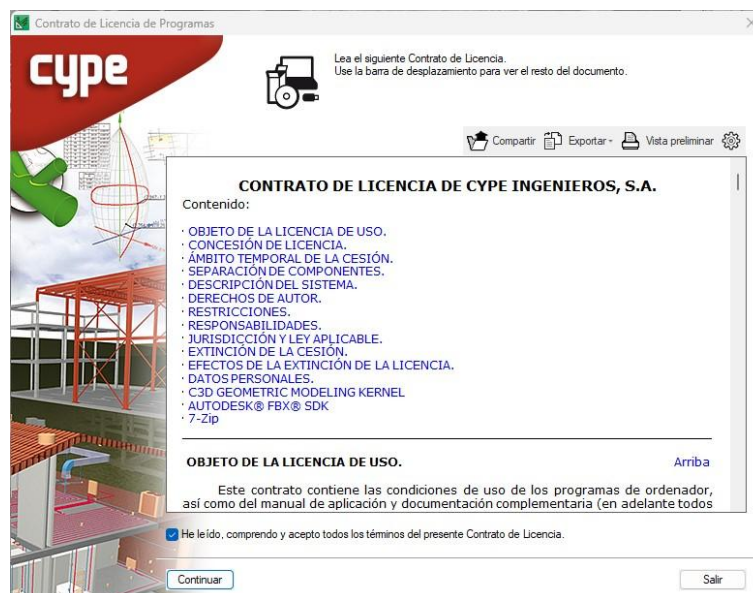 Contrato de Licencia de Programas
cype
Lea el siguiente Contrato de Licencia.
Use la barra de desplazamiento para ver el resto del documento.
Compartir Exportar Vista preliminar
CONTRATO DE LICENCIA DE CYPE INGENIEROS, S.A.
Contenido:
· OBJETO DE LA LICENCIA DE USO.
· CONCESIÓN DE LICENCIA.
· ÁMBITO TEMPORAL DE LA CESIÓN.
· SEPARACIÓN DE COMPONENTES.
· DESCRIPCIÓN DEL SISTEMA.
· DERECHOS DE AUTOR.
· RESTRICCIONES.
· RESPONSABILIDADES.
· JURISDICCIÓN Y LEY APLICABLE.
· EXTINCIÓN DE LA CESIÓN.
· EFECTOS DE LA EXTINCIÓN DE LA LICENCIA.
· DATOS PERSONALES.
· C3D GEOMETRIC MODELING KERNEL
· AUTODESK® FBX® SDK
· 7-Zip
OBJETO DE LA LICENCIA DE USO. Arriba
Este contrato contiene las condiciones de uso de los programas de ordenador,
así como del manual de aplicación y documentación complementaria (en adelante todos
He leído, comprendo y acepto todos los términos del presente Contrato de Licencia.
Continuar Salir